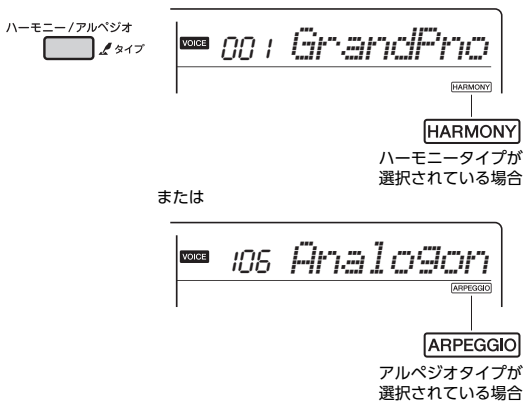 ハーモニー/アルペジオ
タイプ
VOICE 001 GrandPno
HARMONY
HARMONY
ハーモニータイプが
選択されている場合
または
VOICE 106 Analogon
ARPEGGIO
ARPEGGIO
アルペジオタイプが
選択されている場合